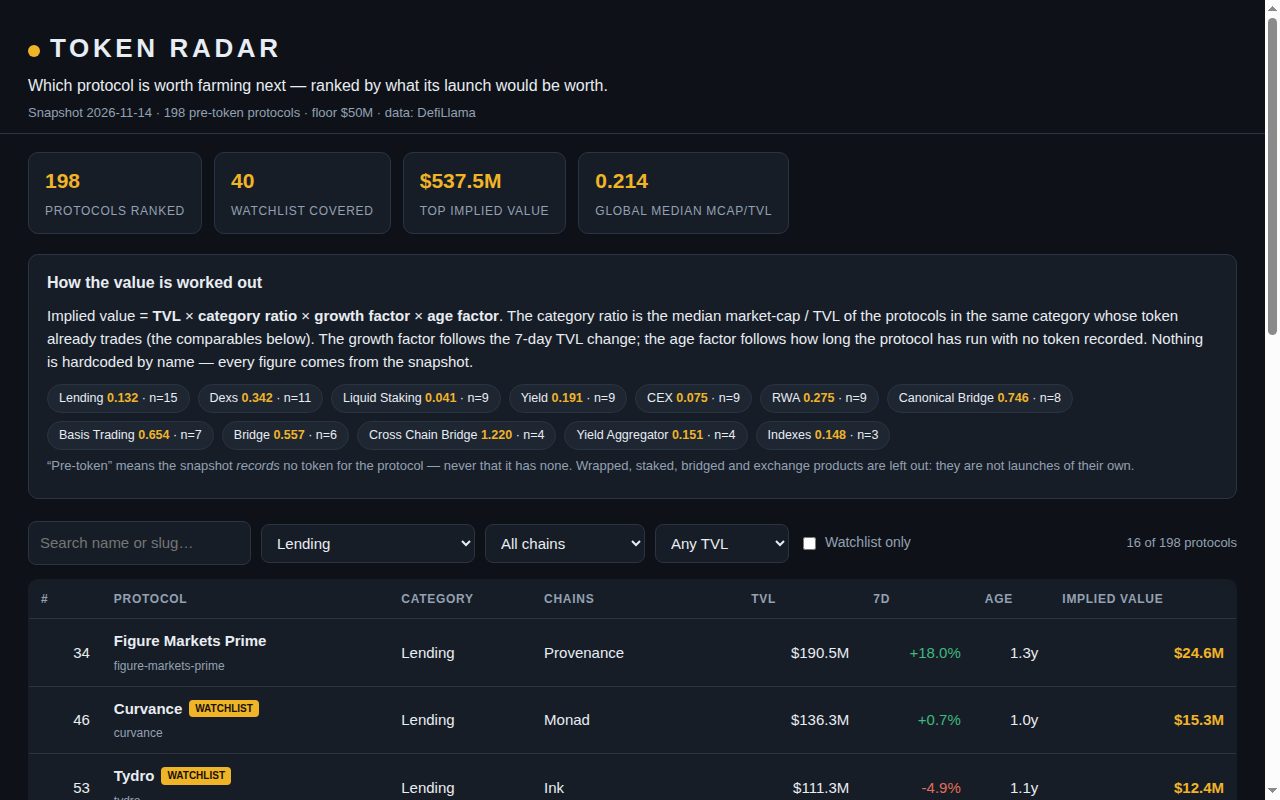 TOKEN RADAR
Which protocol is worth farming next — ranked by what its launch would be worth.
Snapshot 2026-11-14 · 198 pre-token protocols · floor $50M · data: DefiLlama
198
PROTOCOLS RANKED
40
WATCHLIST COVERED
$537.5M
TOP IMPLIED VALUE
0.214
GLOBAL MEDIAN MCAP/TVL
How the value is worked out
Implied value = TVL × category ratio × growth factor × age factor. The category ratio is the median market-cap / TVL of the protocols in the same category whose token
already trades (the comparables below). The growth factor follows the 7-day TVL change; the age factor follows how long the protocol has run with no token recorded. Nothing
is hardcoded by name — every figure comes from the snapshot.
Lending 0.132 · n=15
Dexs 0.342 · n=11
Liquid Staking 0.041 · n=9
Yield 0.191 · n=9
CEX 0.075 · n=9
RWA 0.275 · n=9
Canonical Bridge 0.746 · n=8
Basis Trading 0.654 · n=7
Bridge 0.557 · n=6
Cross Chain Bridge 1.220 · n=4
Yield Aggregator 0.151 · n=4
Indexes 0.148 · n=3
“Pre-token” means the snapshot records no token for the protocol — never that it has none. Wrapped, staked, bridged and exchange products are left out: they are not launches of their own.
Search name or slug…
Lending
All chains
Any TVL
Watchlist only
16 of 198 protocols
# PROTOCOL CATEGORY CHAINS TVL 7D AGE IMPLIED VALUE
34 Figure Markets Prime Lending Provenance $190.5M +18.0% 1.3y $24.6M
figure-markets-prime
46 Curvance WATCHLIST Lending Monad $136.3M +0.7% 1.0y $15.3M
curvance
53 Tydro WATCHLIST Lending Ink $111.3M -4.9% 1.1y $12.4M
tydro